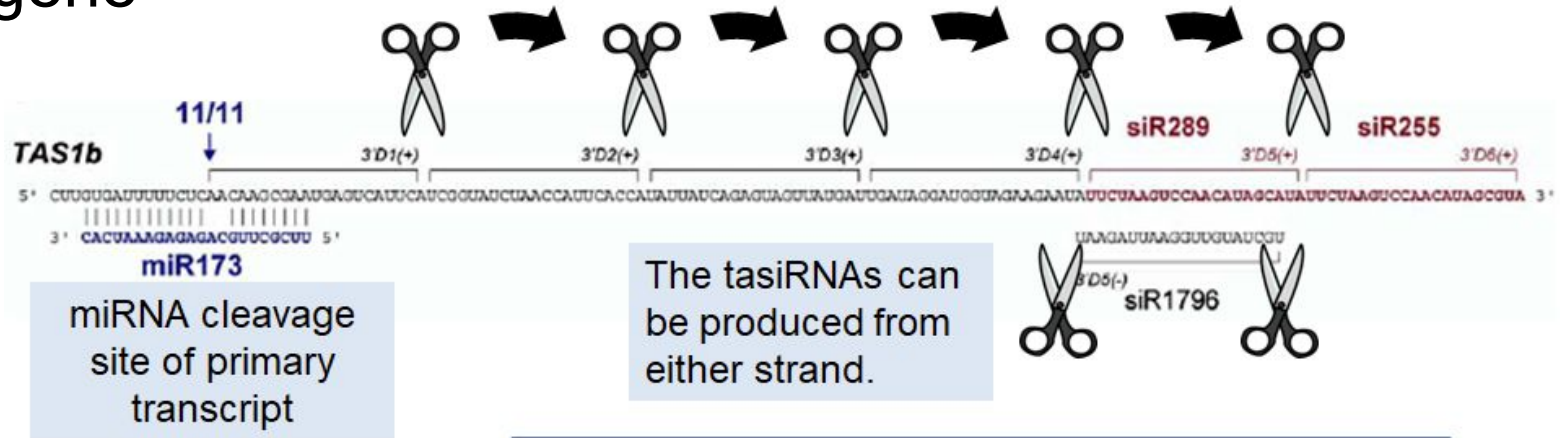 gene
11/11
siR289
siR255
TAS1b
3'D1(+)
3'D2(+)
3'D3(+)
3'D4(+)
3'D5(+)
3'D6(+)
5' CUUGUGAUUUUUCUCAACAAGCGAAUGAGUCAUUCAUCGGUAUCUAACCAUUCACCAUAUUAUCAGAGUAGUUAUGAUUGAUAGGAUGGUAGAAGAAUAUUCUAAGUCCAACAUAGCAUAUUCUAAGUCCAACAUAGCGUA 3'
3' CACUAAAGAGAGACGUUCGCUU 5'
miR173
UAAGAUUAAGGUUGUAUCGU
3'D5(-)
siR1796
miRNA cleavage
site of primary
transcript
The tasiRNAs can
be produced from
either strand.